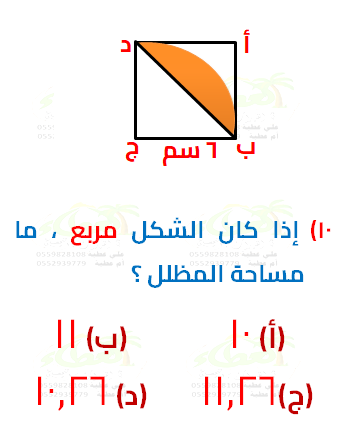 د أ
ج ٦ سم ب
١٠) إذا كان الشكل مربع ، ما
مساحة المظلل ؟
(أ) ١٠ (ب) ١١
(ج) ١١,٢٦ (د) ١٠,٢٦